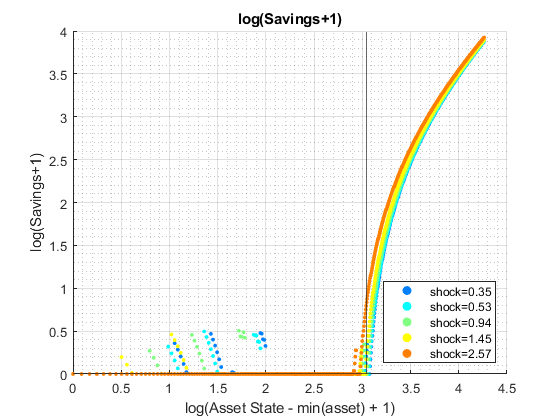 log(Savings+1)
4
3.5
3
2.5
2
1.5
1
0.5
0
log(Savings+1)
shock=0.35
shock=0.53
shock=0.94
shock=1.45
shock=2.57
0 0.5 1 1.5 2 2.5 3 3.5 4 4.5
log(Asset State - min(asset) + 1)